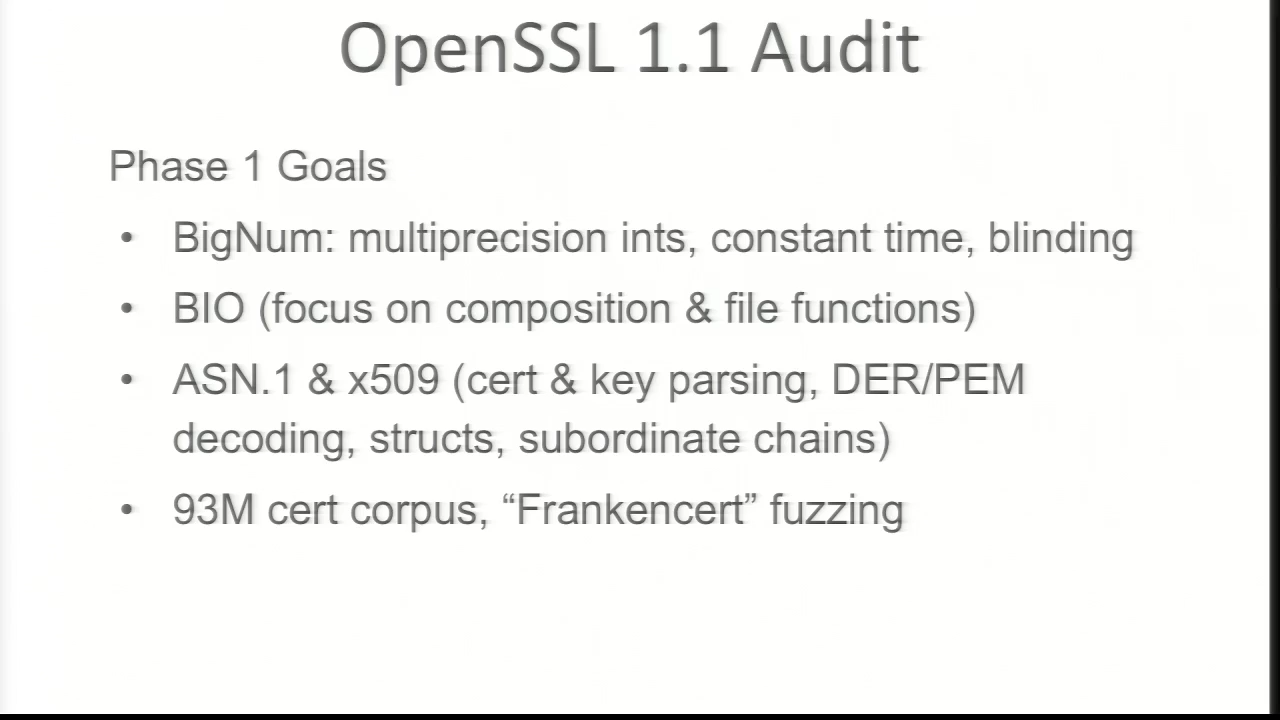 OpenSSL 1.1 Audit
Phase 1 Goals
• BigNum: multiprecision ints, constant time, blinding
• BIO (focus on composition & file functions)
• ASN.1 & x509 (cert & key parsing, DER/PEM
decoding, structs, subordinate chains)
• 93M cert corpus, “Frankencert” fuzzing